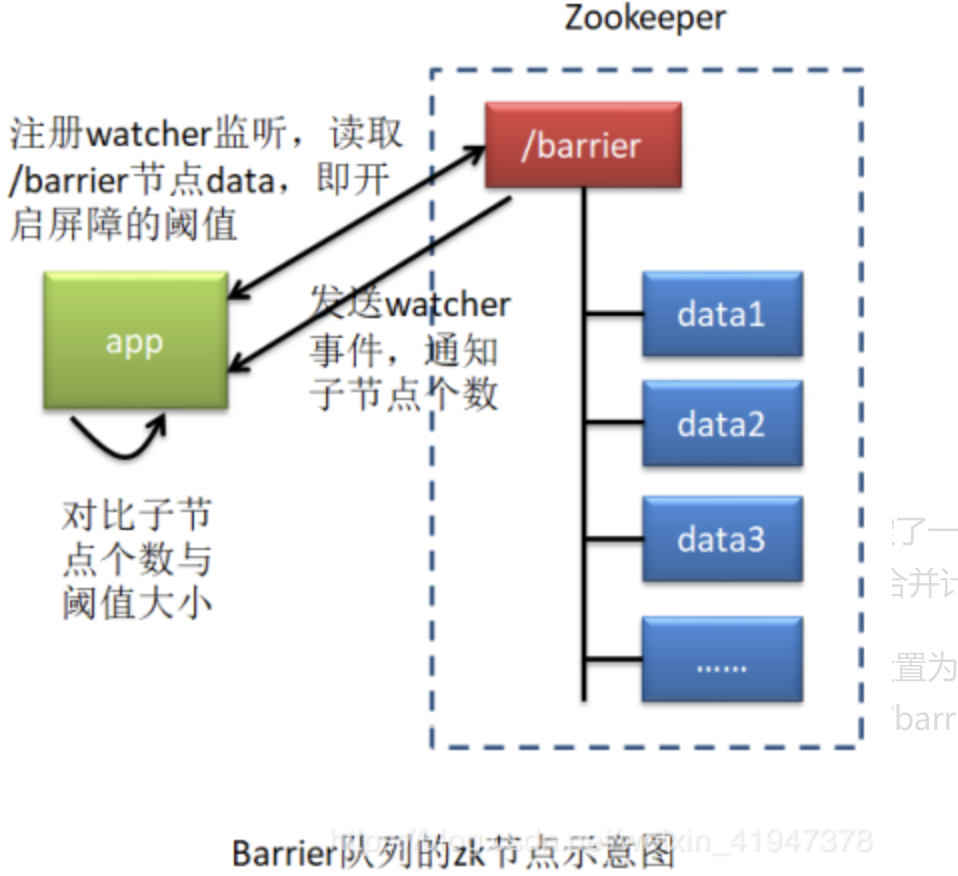 Zookeeper
注册watcher监听，读取
/barrier节点data，即开
启屏障的阈值
/barrier
发送watcher
事件，通知
子节点个数
app
data1
data2
data3
......
对比子节
点个数与
阈值大小
了一
合并计
置为
/barr
Barrier队列的zk节点示意图